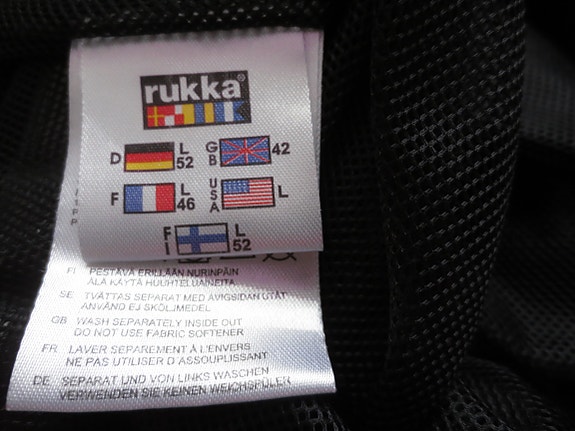 rukka®
D L 52 GB 42
F L 46 USA L
FI L 52
FI PESTÄVÄ ERILLÄÄN NURINPÄIN
ÄLÄ KÄYTÄ HUUHTELUAINETTA
SE TVÄTTAS SEPARAT MED AVIGSIDAN UTÅT
ANVÄND EJ SKÖLJMEDEL
GB WASH SEPARATELY INSIDE OUT
DO NOT USE FABRIC SOFTENER
FR LAVER SEPAREMENT À L'ENVERS
NE PAS UTILISER D'ASSOUPLISSANT
DE SEPARAT UND VON LINKS WASCHEN
VERWENDEN SIE KEINEN WEICHSPÜLER